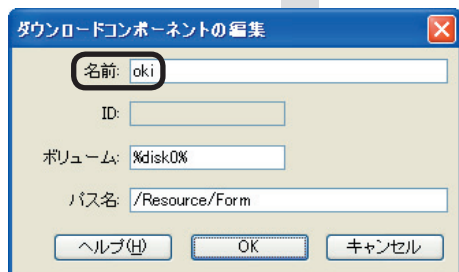 ダウンロードコンポーネントの編集
名前: oki
ID:
ボリューム: %disk0%
パス名: /Resource/Form
ヘルプ(H) OK キャンセル